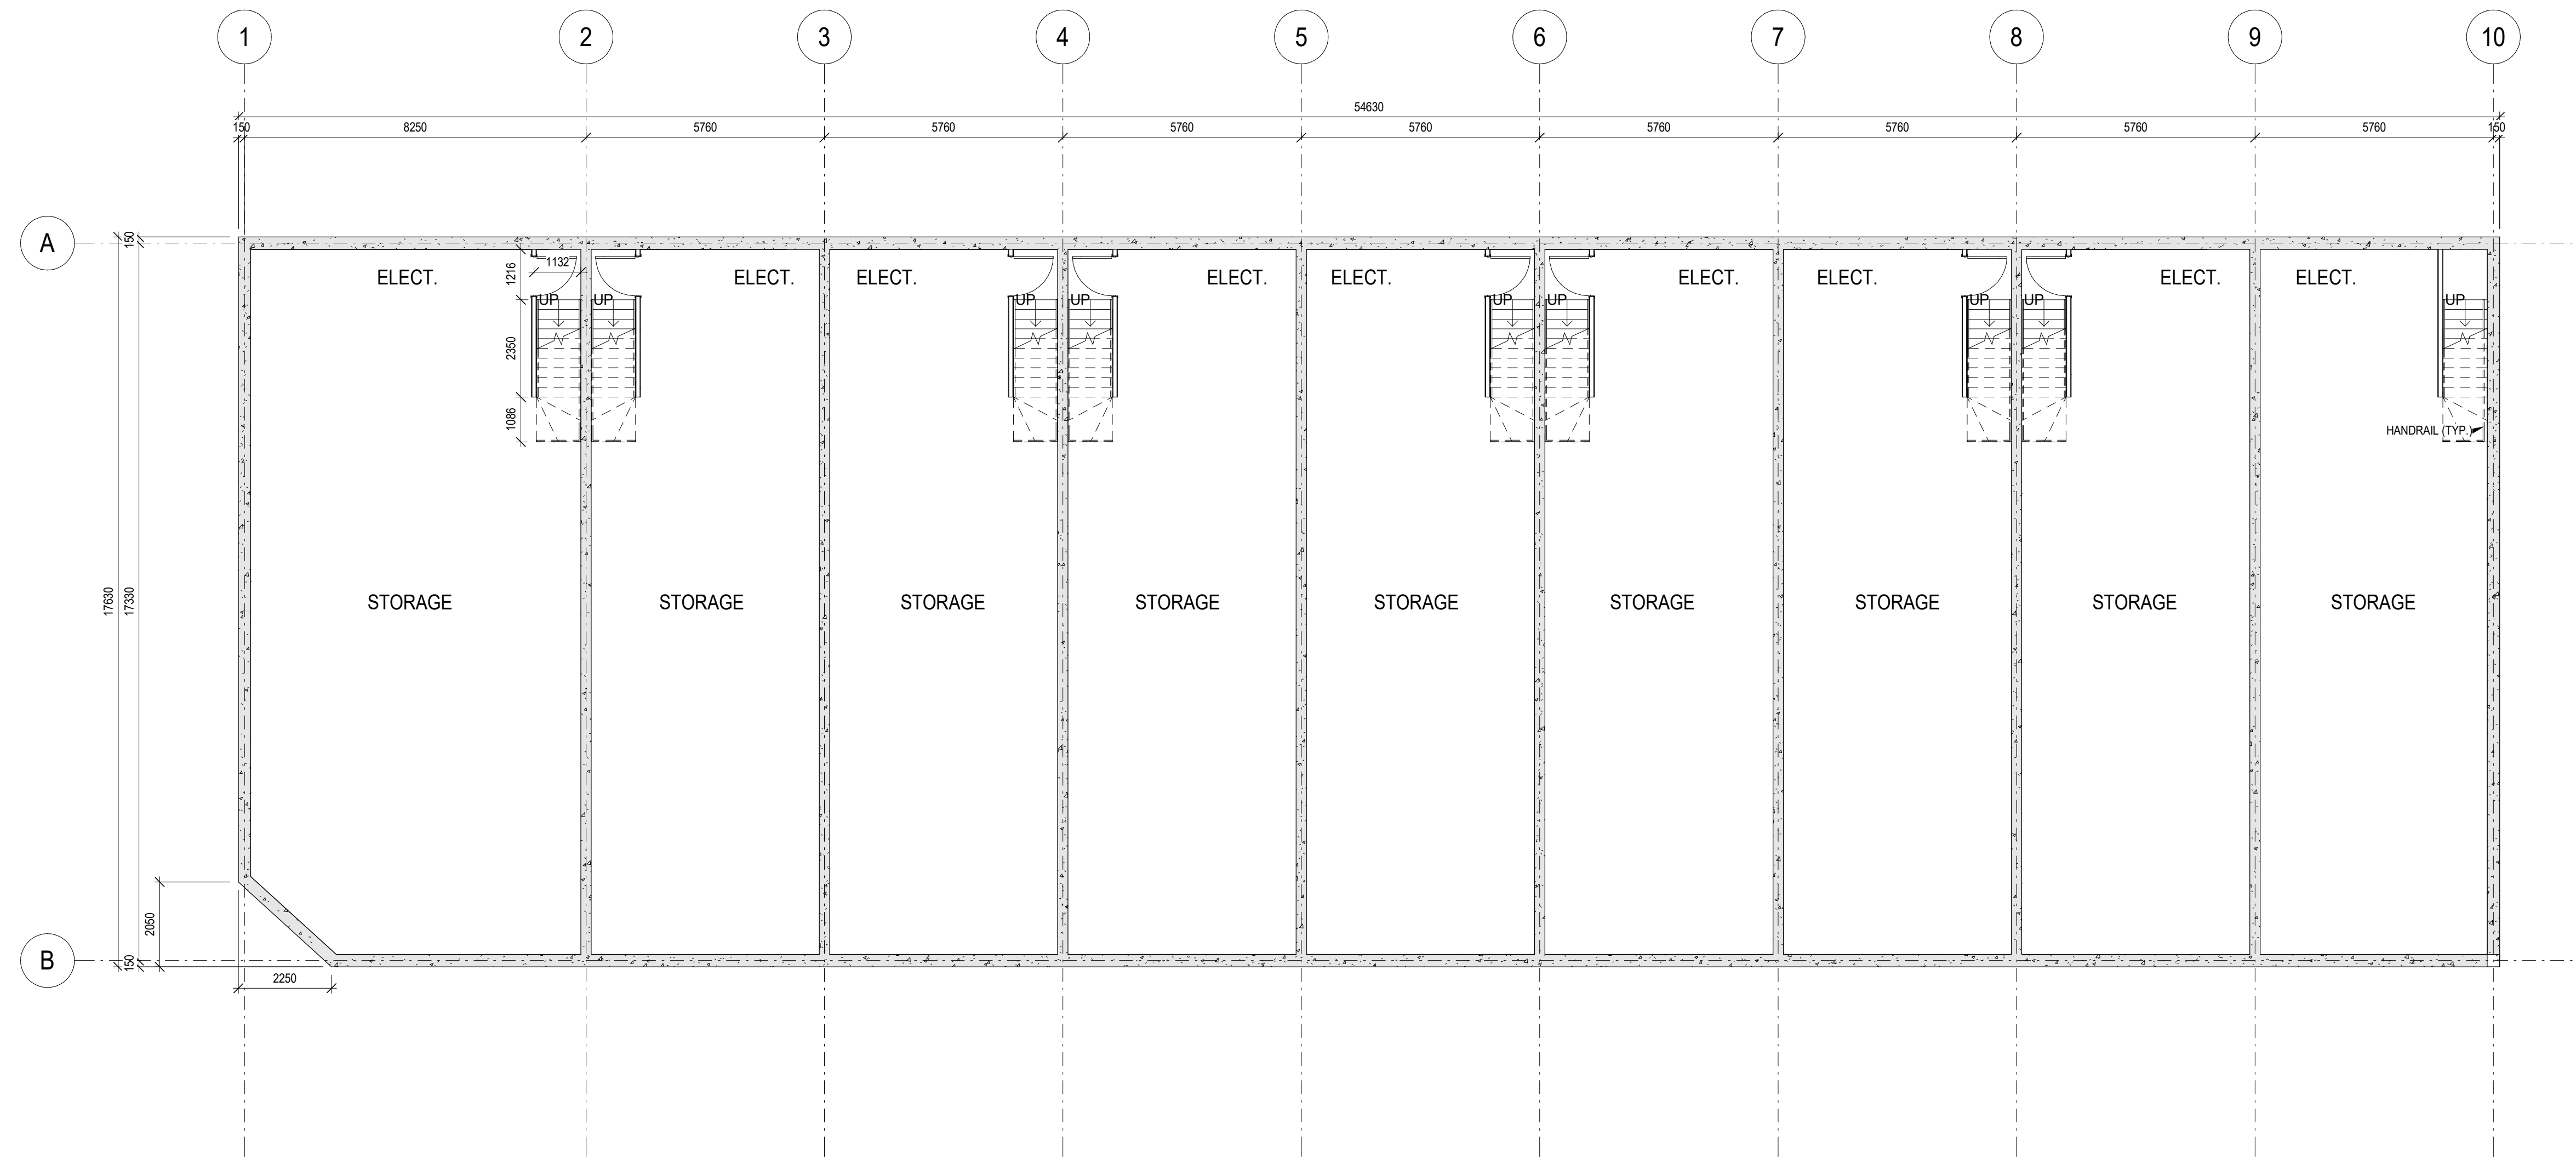 1 2 3 4 5 6 7 8 9 10
54630
150 8250 5760 5760 5760 5760 5760 5760 5760 5760 150
A
150
1132
1216
ELECT. ELECT. ELECT. ELECT. ELECT. ELECT. ELECT. ELECT. ELECT.
UP UP UP UP UP UP UP UP UP
2350
1086
HANDRAIL (TYP.)
17630
17330
STORAGE STORAGE STORAGE STORAGE STORAGE STORAGE STORAGE STORAGE STORAGE
2050
B
150
2250